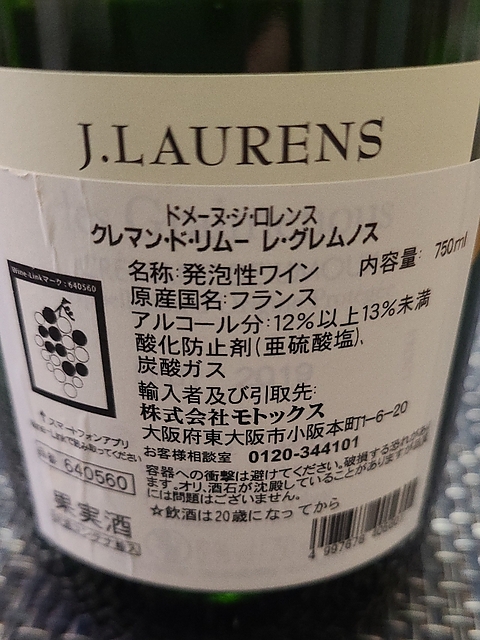 J.LAURENS
ドメーヌ・ジ・ロレンス
クレマン・ド・リムー レ・グレムノス
名称:発泡性ワイン 内容量: 750ml
原産国名:フランス
アルコール分:12%以上13%未満
酸化防止剤(亜硫酸塩)、
炭酸ガス
輸入者及び引取先:
株式会社モトックス
大阪府東大阪市小阪本町1-6-20
お客様相談室 0120-344101
Wine-Linkマーク:640560
スマートフォンアプリ
640560
容器への衝撃は避けてください。破損する恐れがあり
ます。オリ、酒石が沈殿していることがありますが品質
には問題はございません。
☆飲酒は20歳になってから
果実酒